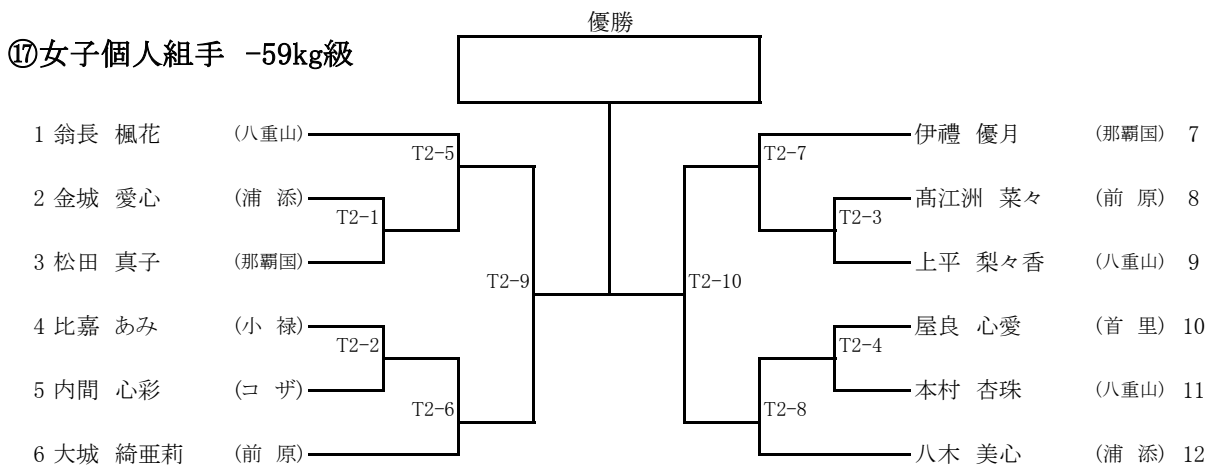 優勝
⑰女子個人組手 -59kg級
1 翁長 楓花 (八重山) T2-5 T2-7 伊禮 優月 (那覇国) 7
2 金城 愛心 (浦 添) T2-1 T2-3 髙江洲 菜々 (前 原) 8
3 松田 真子 (那覇国) 上平 梨々香 (八重山) 9
T2-9 T2-10
4 比嘉 あみ (小 禄) T2-2 T2-4 屋良 心愛 (首 里) 10
5 内間 心彩 (コ ザ) T2-6 T2-8 本村 杏珠 (八重山) 11
6 大城 綺亜莉 (前 原) 八木 美心 (浦 添) 12